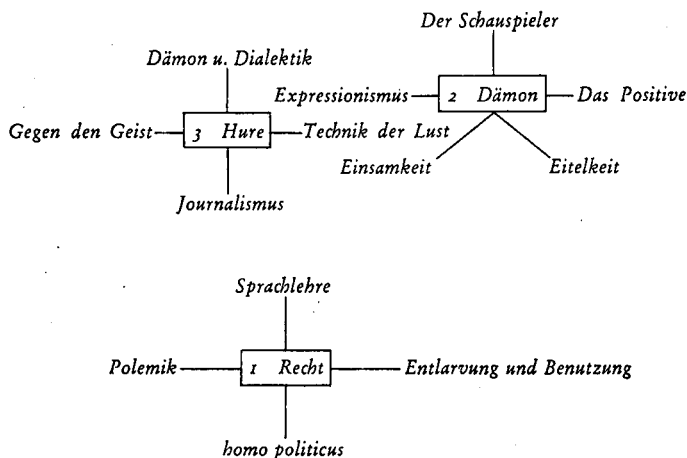 Der Schauspieler
Dämon u. Dialektik
Expressionismus 2 Dämon Das Positive
Gegen den Geist 3 Hure Technik der Lust
Einsamkeit Eitelkeit
Journalismus
Sprachlehre
Polemik 1 Recht Entlarvung und Benutzung
homo politicus